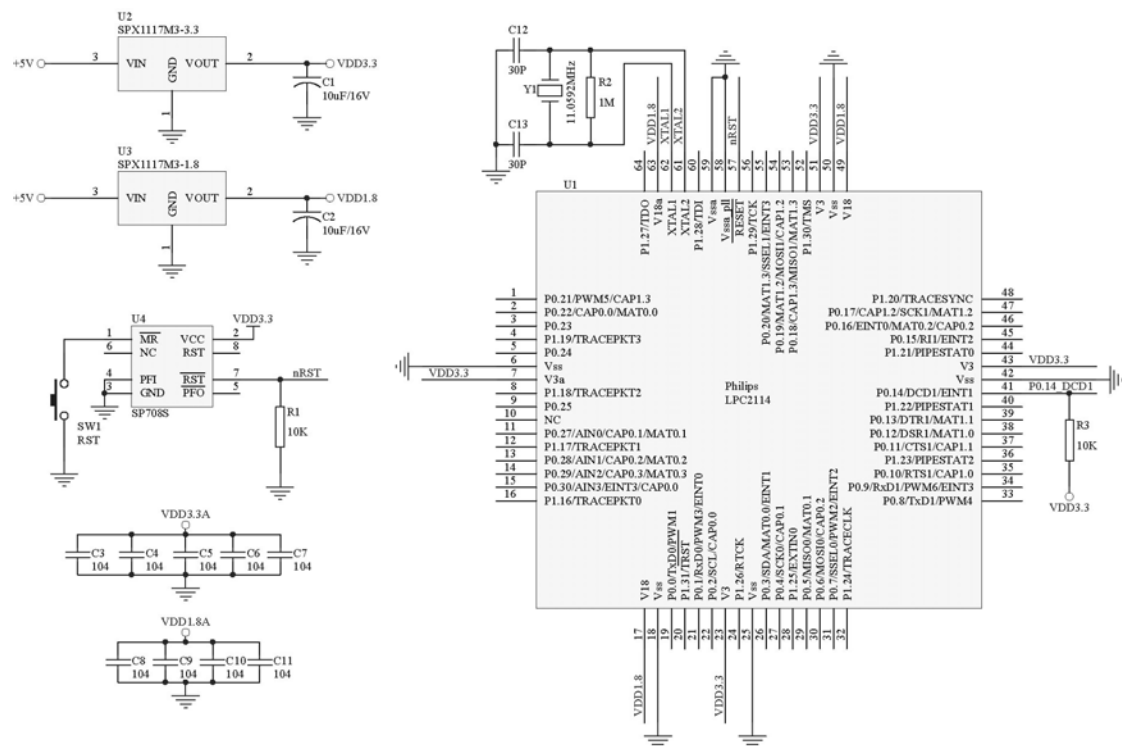 U2
SPX1117M3-3.3
+5V
3
VIN
GND
VOUT
2
VDD3.3
C1
10uF/16V
1
U3
SPX1117M3-1.8
+5V
3
VIN
GND
VOUT
2
VDD1.8
C2
10uF/16V
1
U4
VDD3.3
1
MR
VCC
2
6
NC
RST
8
4
PFI
RST
7
nRST
3
GND
PFO
5
SP708S
SW1
RST
R1
10K
VDD3.3A
C3
104
C4
104
C5
104
C6
104
C7
104
VDD1.8A
C8
104
C9
104
C10
104
C11
104
C12
30P
Y1
11.0592MHz
R2
1M
C13
30P
VDD1.8
XTAL1
XTAL2
nRST
VDD3.3
VDD1.8
U1
64
63
62
61
60
59
58
57
56
55
54
53
52
51
50
49
P1.27/TDO
V18a
XTAL1
XTAL2
P1.28/TDI
Vssa
Vssa_pll
RESET
P1.29/TCK
P0.20/MAT1.3/SSEL1/EINT3
P0.19/MAT1.2/MOSI1/CAP1.2
P0.18/CAP1.3/MISO1/MAT1.3
P1.30/TMS
V3
Vss
V18
1 P0.21/PWM5/CAP1.3
2 P0.22/CAP0.0/MAT0.0
3 P0.23
4 P1.19/TRACEPKT3
5 P0.24
6 Vss
VDD3.3 7 V3a
8 P1.18/TRACEPKT2
9 P0.25
10 NC
11 P0.27/AIN0/CAP0.1/MAT0.1
12 P1.17/TRACEPKT1
13 P0.28/AIN1/CAP0.2/MAT0.2
14 P0.29/AIN2/CAP0.3/MAT0.3
15 P0.30/AIN3/EINT3/CAP0.0
16 P1.16/TRACEPKT0
Philips
LPC2114
P1.20/TRACESYNC 48
P0.17/CAP1.2/SCK1/MAT1.2 47
P0.16/EINT0/MAT0.2/CAP0.2 46
P0.15/RI1/EINT2 45
P1.21/PIPESTAT0 44
V3 43 VDD3.3
Vss 42
P0.14/DCD1/EINT1 41 P0.14_DCD1
P1.22/PIPESTAT1 40
P0.13/DTR1/MAT1.1 39
P0.12/DSR1/MAT1.0 38
P0.11/CTS1/CAP1.1 37
P1.23/PIPESTAT2 36
P0.10/RTS1/CAP1.0 35
P0.9/RxD1/PWM6/EINT3 34
P0.8/TxD1/PWM4 33
R3
10K
VDD3.3
V18
Vss
P0.0/TxD0/PWM1
P1.31/TRST
P0.1/RxD0/PWM3/EINT0
P0.2/SCL/CAP0.0
V3
P1.26/RTCK
Vss
P0.3/SDA/MAT0.0/EINT1
P0.4/SCK0/CAP0.1
P1.25/EXTIN0
P0.5/MISO0/MAT0.1
P0.6/MOSI0/CAP0.2
P0.7/SSEL0/PWM2/EINT2
P1.24/TRACECLK
17
18
19
20
21
22
23
24
25
26
27
28
29
30
31
32
VDD1.8
VDD3.3